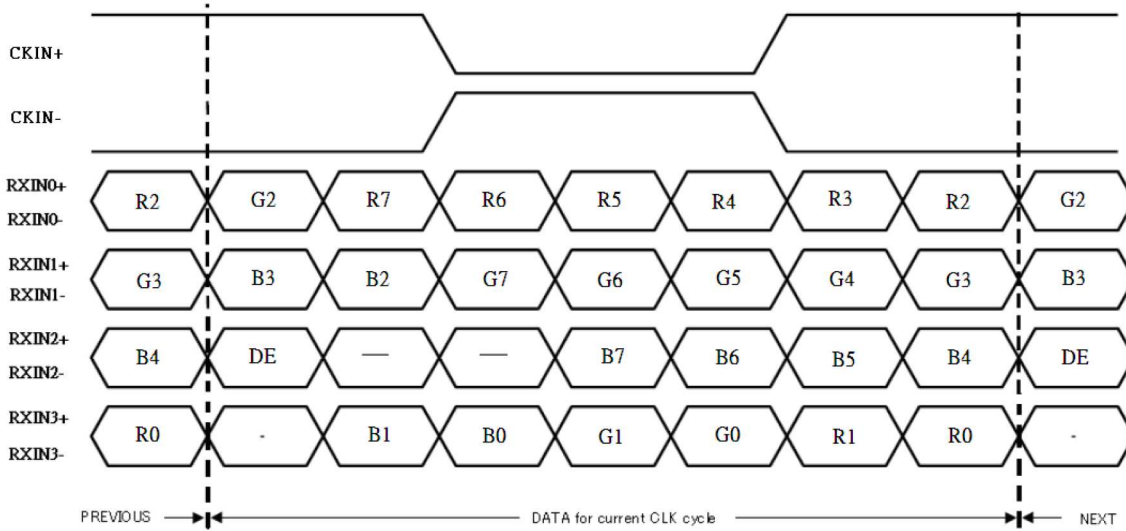 CKIN+
CKIN-
RXIN0+
RXIN0-
R2 G2 R7 R6 R5 R4 R3 R2 G2
RXIN1+
RXIN1-
G3 B3 B2 G7 G6 G5 G4 G3 B3
RXIN2+
RXIN2-
B4 DE — — B7 B6 B5 B4 DE
RXIN3+
RXIN3-
R0 - B1 B0 G1 G0 R1 R0 -
PREVIOUS DATA for current CLK cycle NEXT